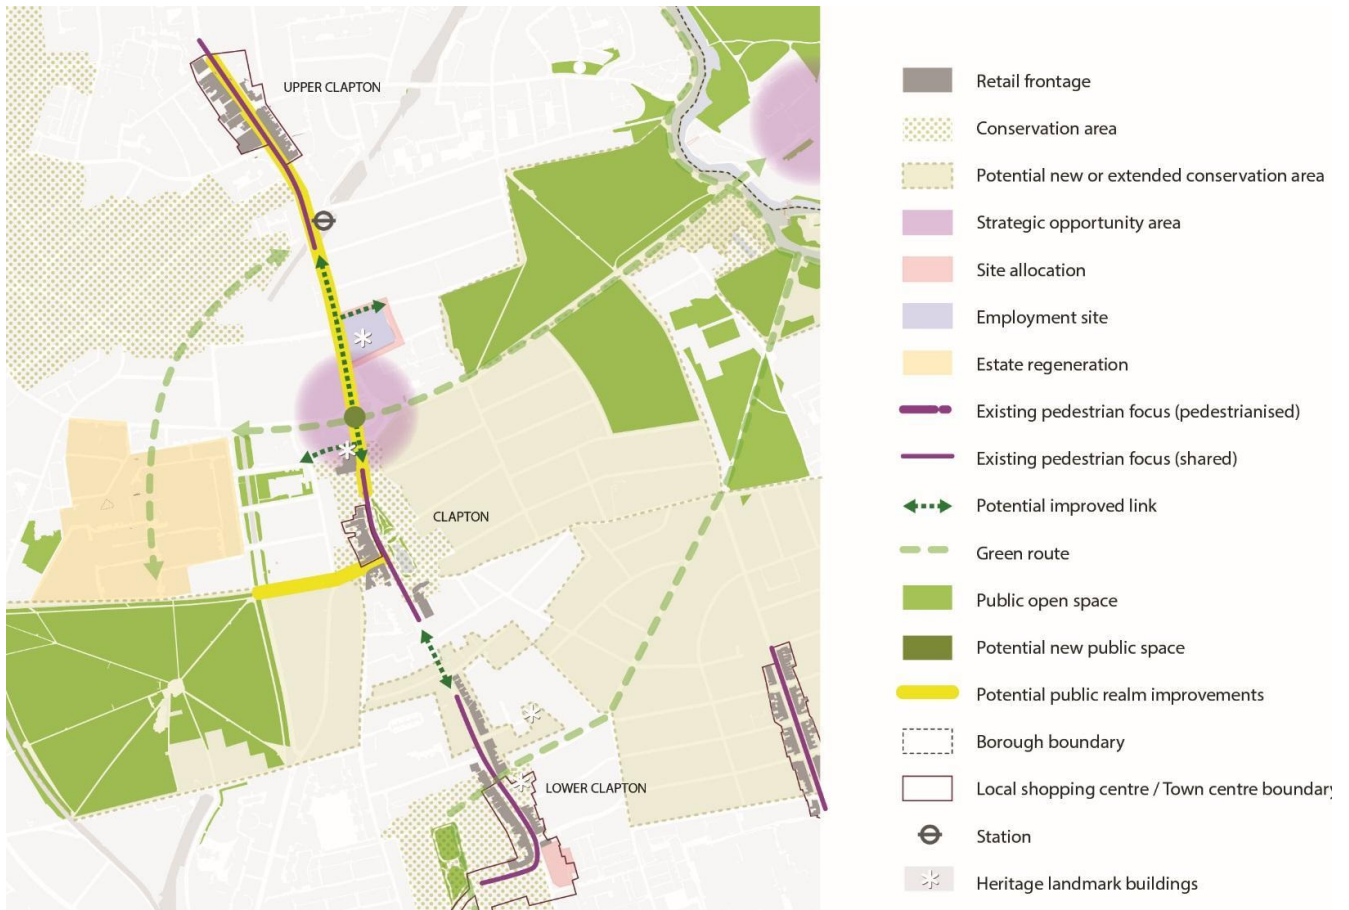 UPPER CLAPTON
CLAPTON
LOWER CLAPTON
Retail frontage
Conservation area
Potential new or extended conservation area
Strategic opportunity area
Site allocation
Employment site
Estate regeneration
Existing pedestrian focus (pedestrianised)
Existing pedestrian focus (shared)
Potential improved link
Green route
Public open space
Potential new public space
Potential public realm improvements
Borough boundary
Local shopping centre / Town centre boundary
Station
Heritage landmark buildings